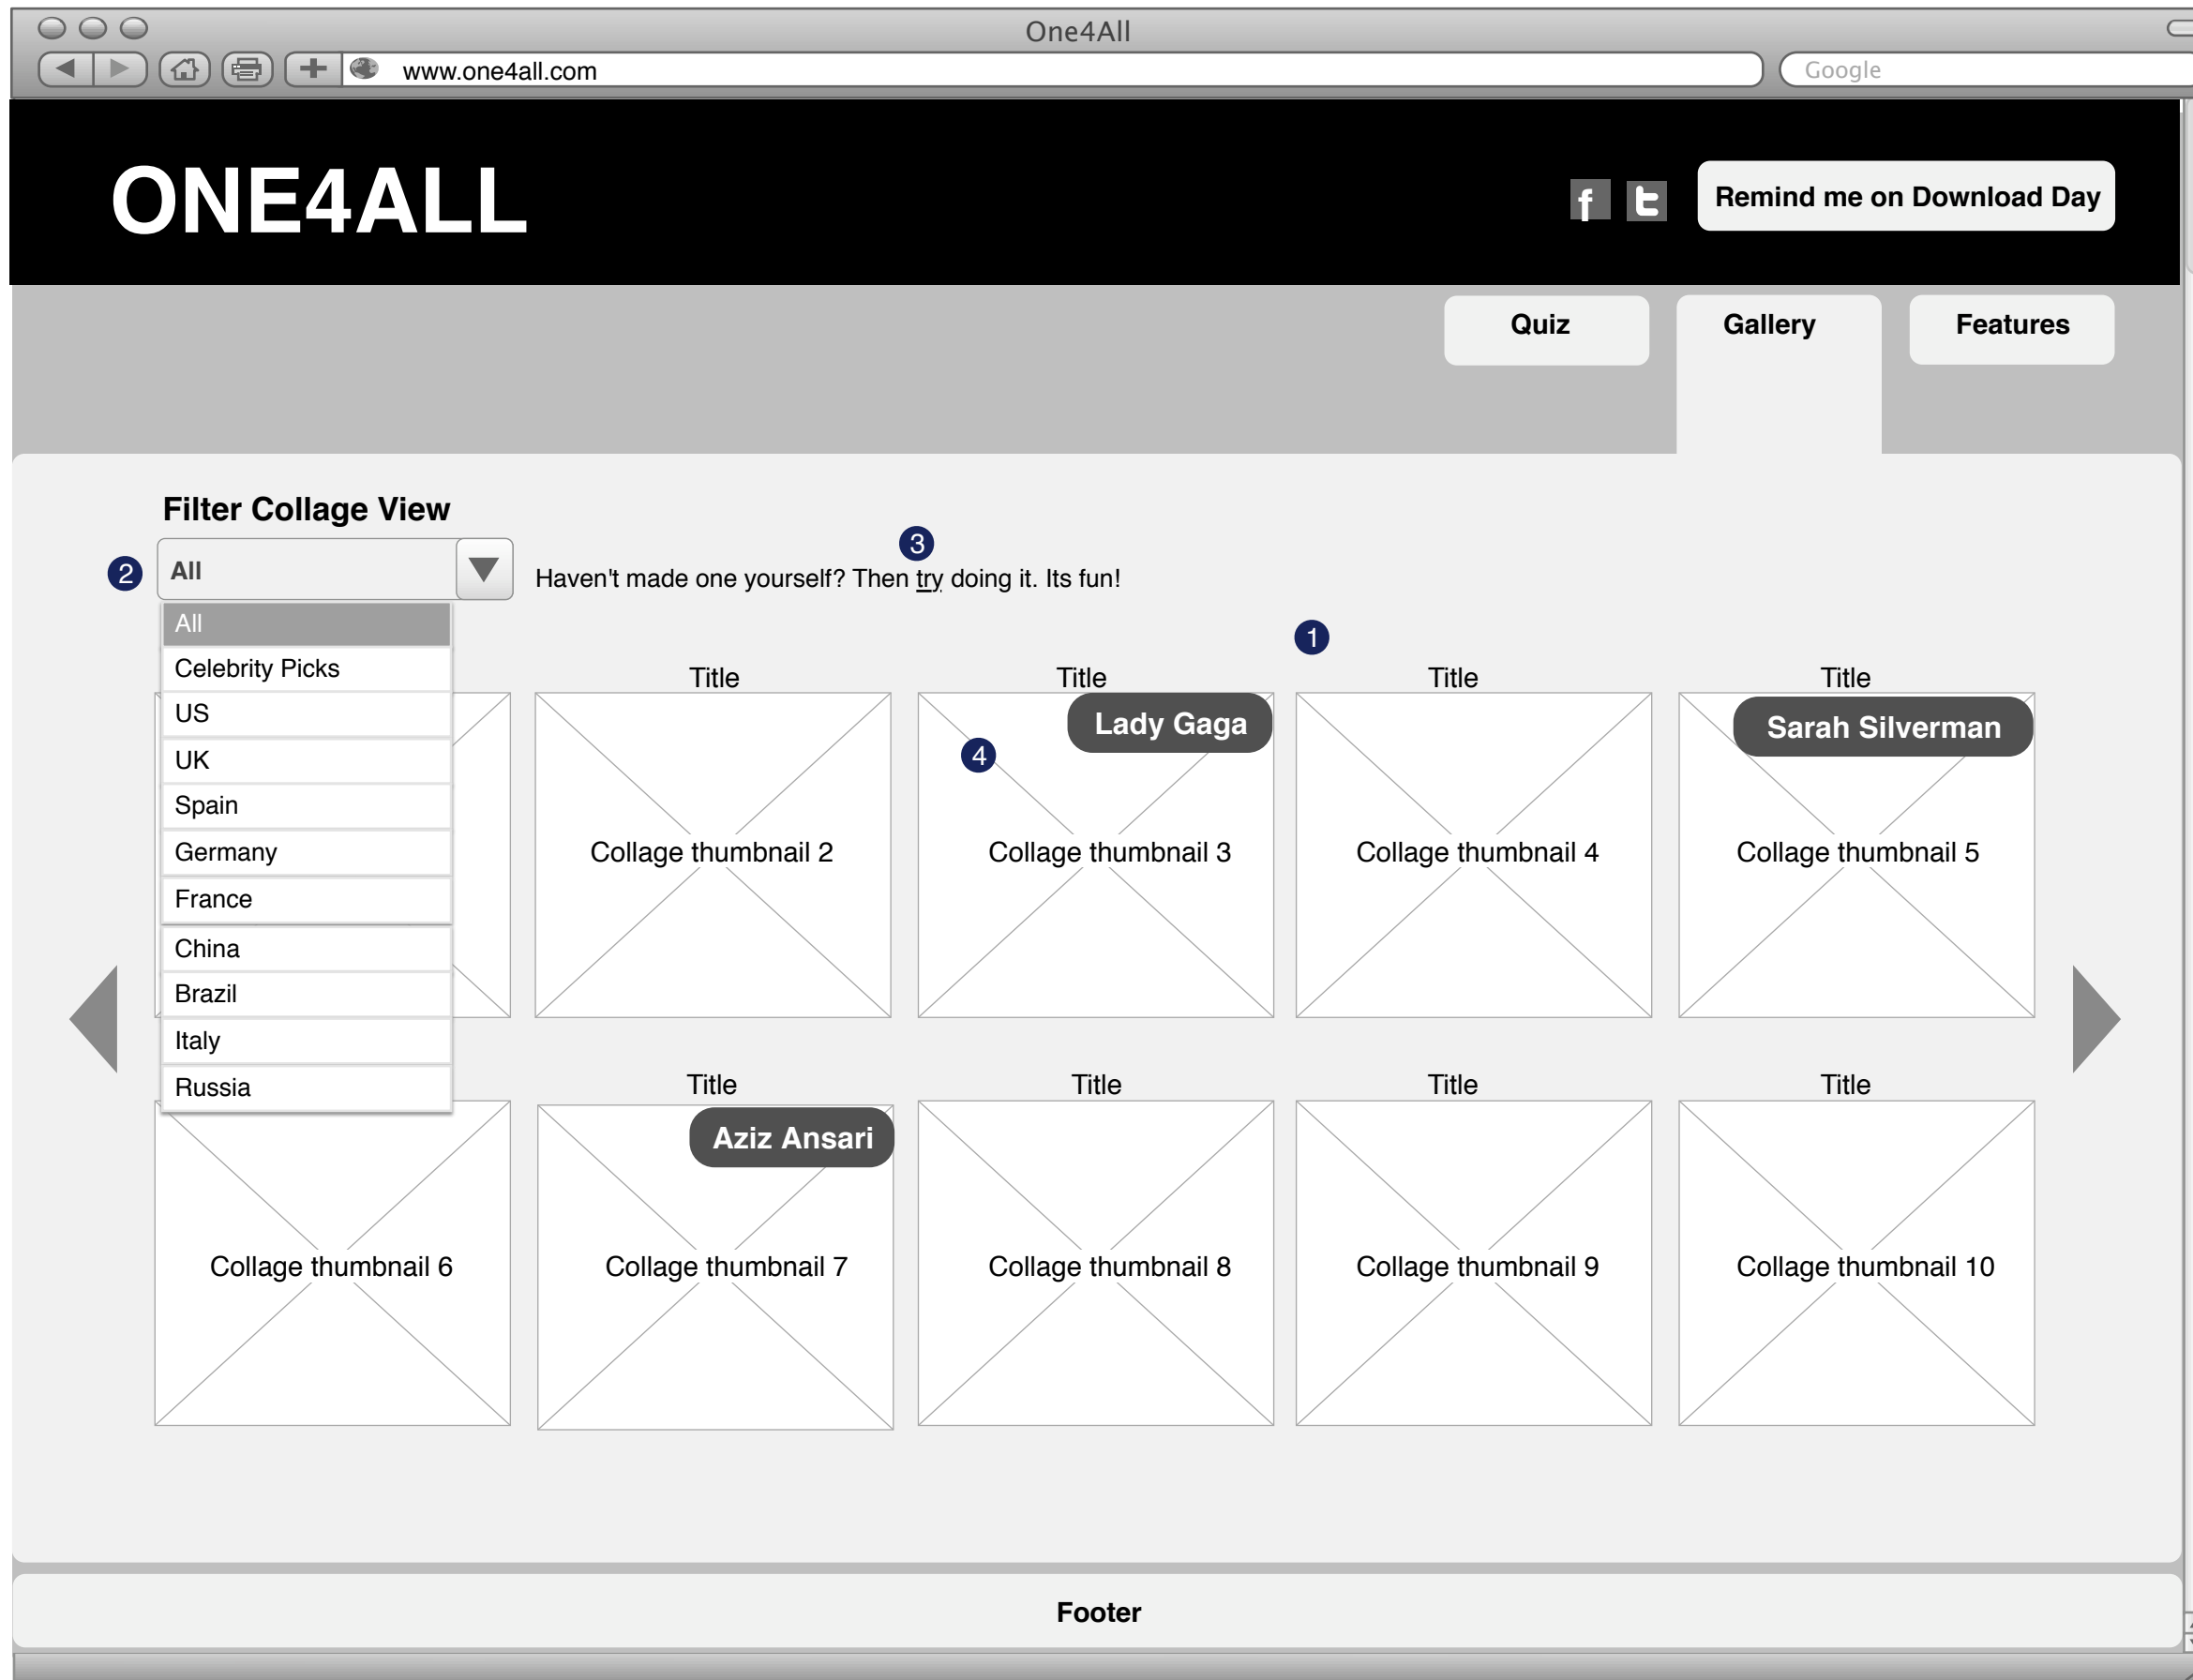 One4All
www.one4all.com
Google
ONE4ALL
f t Remind me on Download Day
Quiz Gallery Features
Filter Collage View
3
2 All
Haven't made one yourself? Then try doing it. Its fun!
All
Celebrity Picks
US
UK
Spain
Germany
France
China
Brazil
Italy
Russia
1
Title Title Title Title
Lady Gaga Sarah Silverman
4
Collage thumbnail 2 Collage thumbnail 3 Collage thumbnail 4 Collage thumbnail 5
Title Title Title Title
Aziz Ansari
Collage thumbnail 6 Collage thumbnail 7 Collage thumbnail 8 Collage thumbnail 9 Collage thumbnail 10
Footer